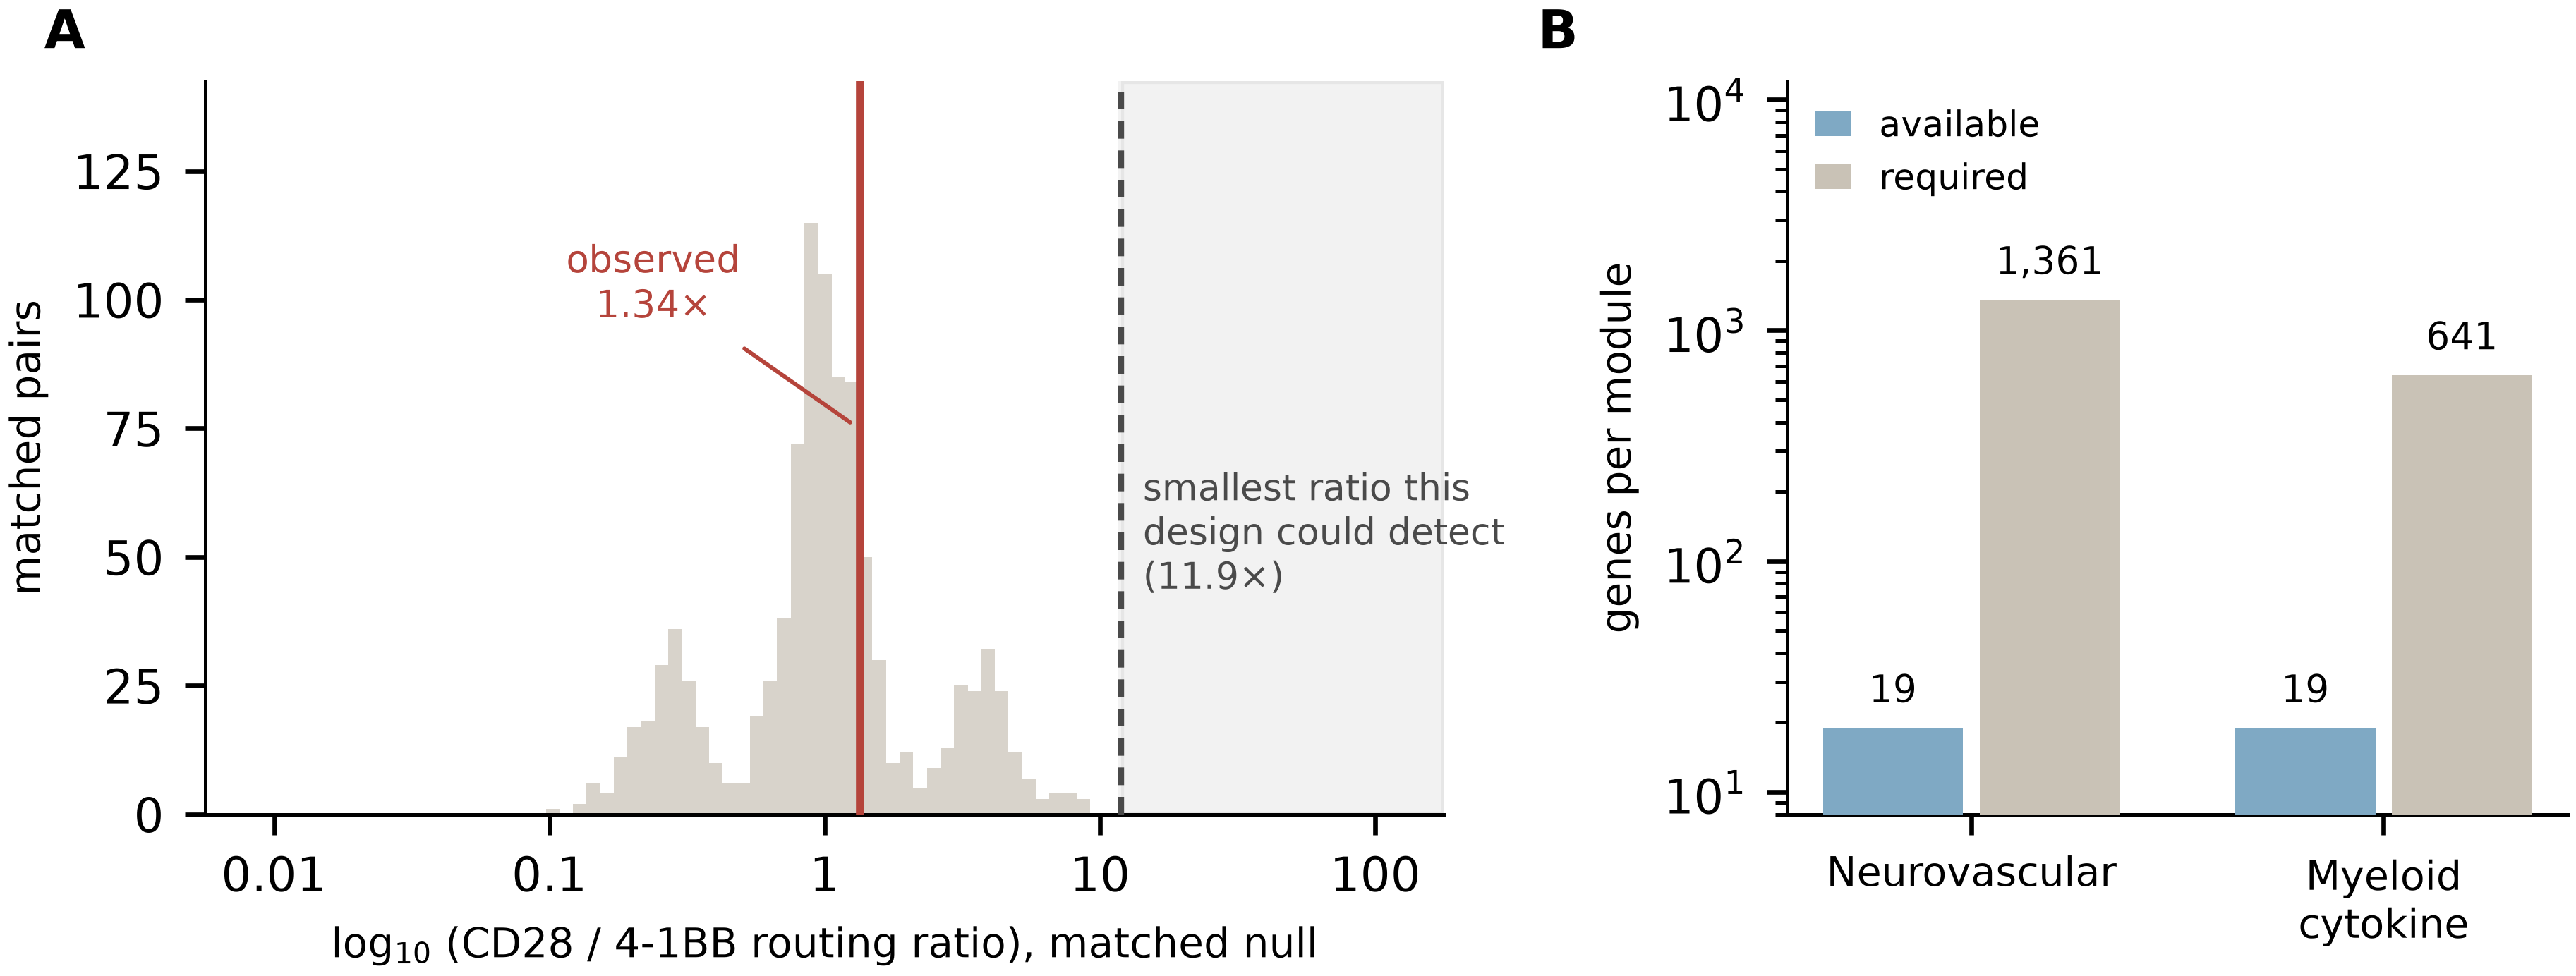 A
matched pairs
125
100
75
50
25
0
observed
1.34×
smallest ratio this
design could detect
(11.9×)
0.01
0.1
1
10
100
log₁₀ (CD28 / 4-1BB routing ratio), matched null
B
genes per module
10⁴
10³
10²
10¹
available
required
1,361
641
19
19
Neurovascular
Myeloid
cytokine